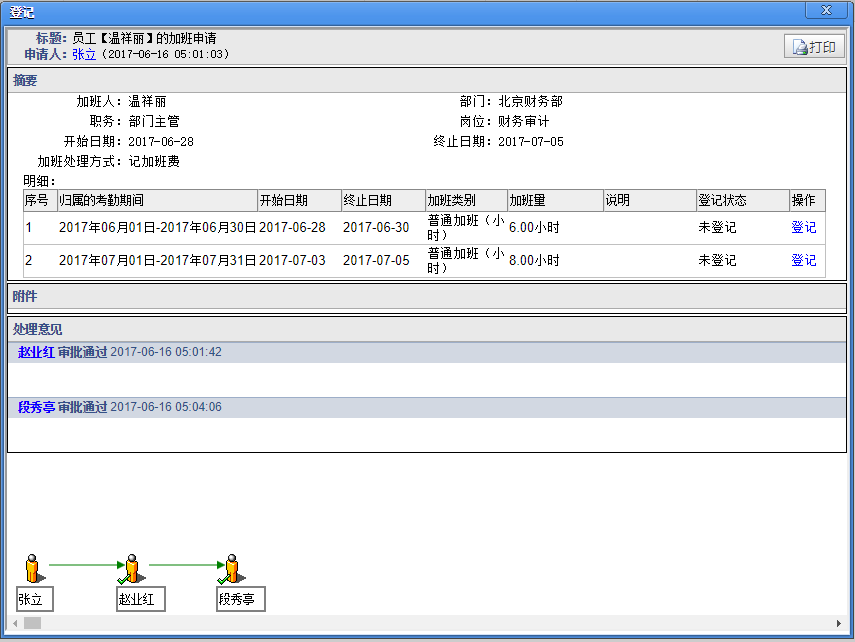 登记
标题：员工【温祥丽】的加班申请
申请人：张立（2017-06-16 05:01:03）
打印
摘要
加班人：温祥丽 部门：北京财务部
职务：部门主管 岗位：财务审计
开始日期：2017-06-28 终止日期：2017-07-05
加班处理方式：记加班费
明细：
序号 归属的考勤期间 开始日期 终止日期 加班类别 加班量 说明 登记状态 操作
1 2017年06月01日-2017年06月30日 2017-06-28 2017-06-30 普通加班（小时） 6.00小时 未登记 登记
2 2017年07月01日-2017年07月31日 2017-07-03 2017-07-05 普通加班（小时） 8.00小时 未登记 登记
附件
处理意见
赵业红 审批通过 2017-06-16 05:01:42
段秀亭 审批通过 2017-06-16 05:04:06
张立 赵业红 段秀亭